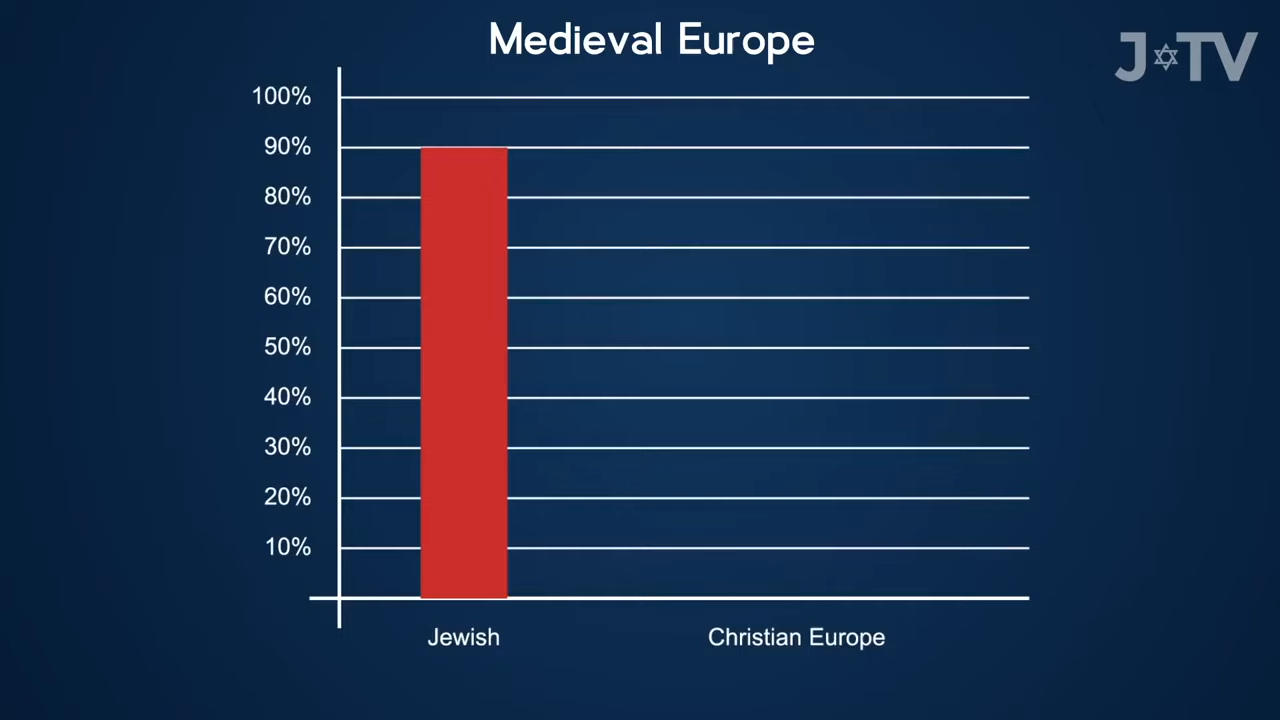 Medieval Europe
J✡TV
100%
90%
80%
70%
60%
50%
40%
30%
20%
10%
Jewish
Christian Europe